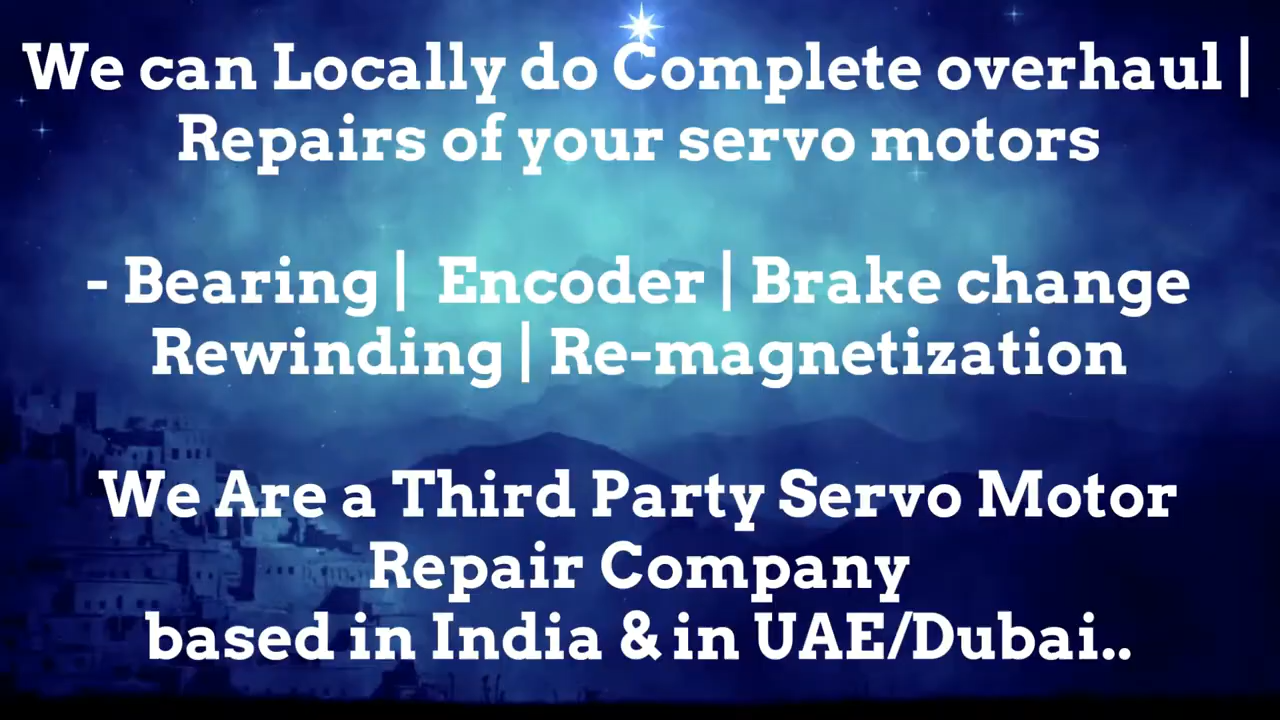 We can Locally do Complete overhaul |
Repairs of your servo motors
- Bearing |  Encoder | Brake change
Rewinding | Re-magnetization
We Are a Third Party Servo Motor
Repair Company
based in India & in UAE/Dubai..